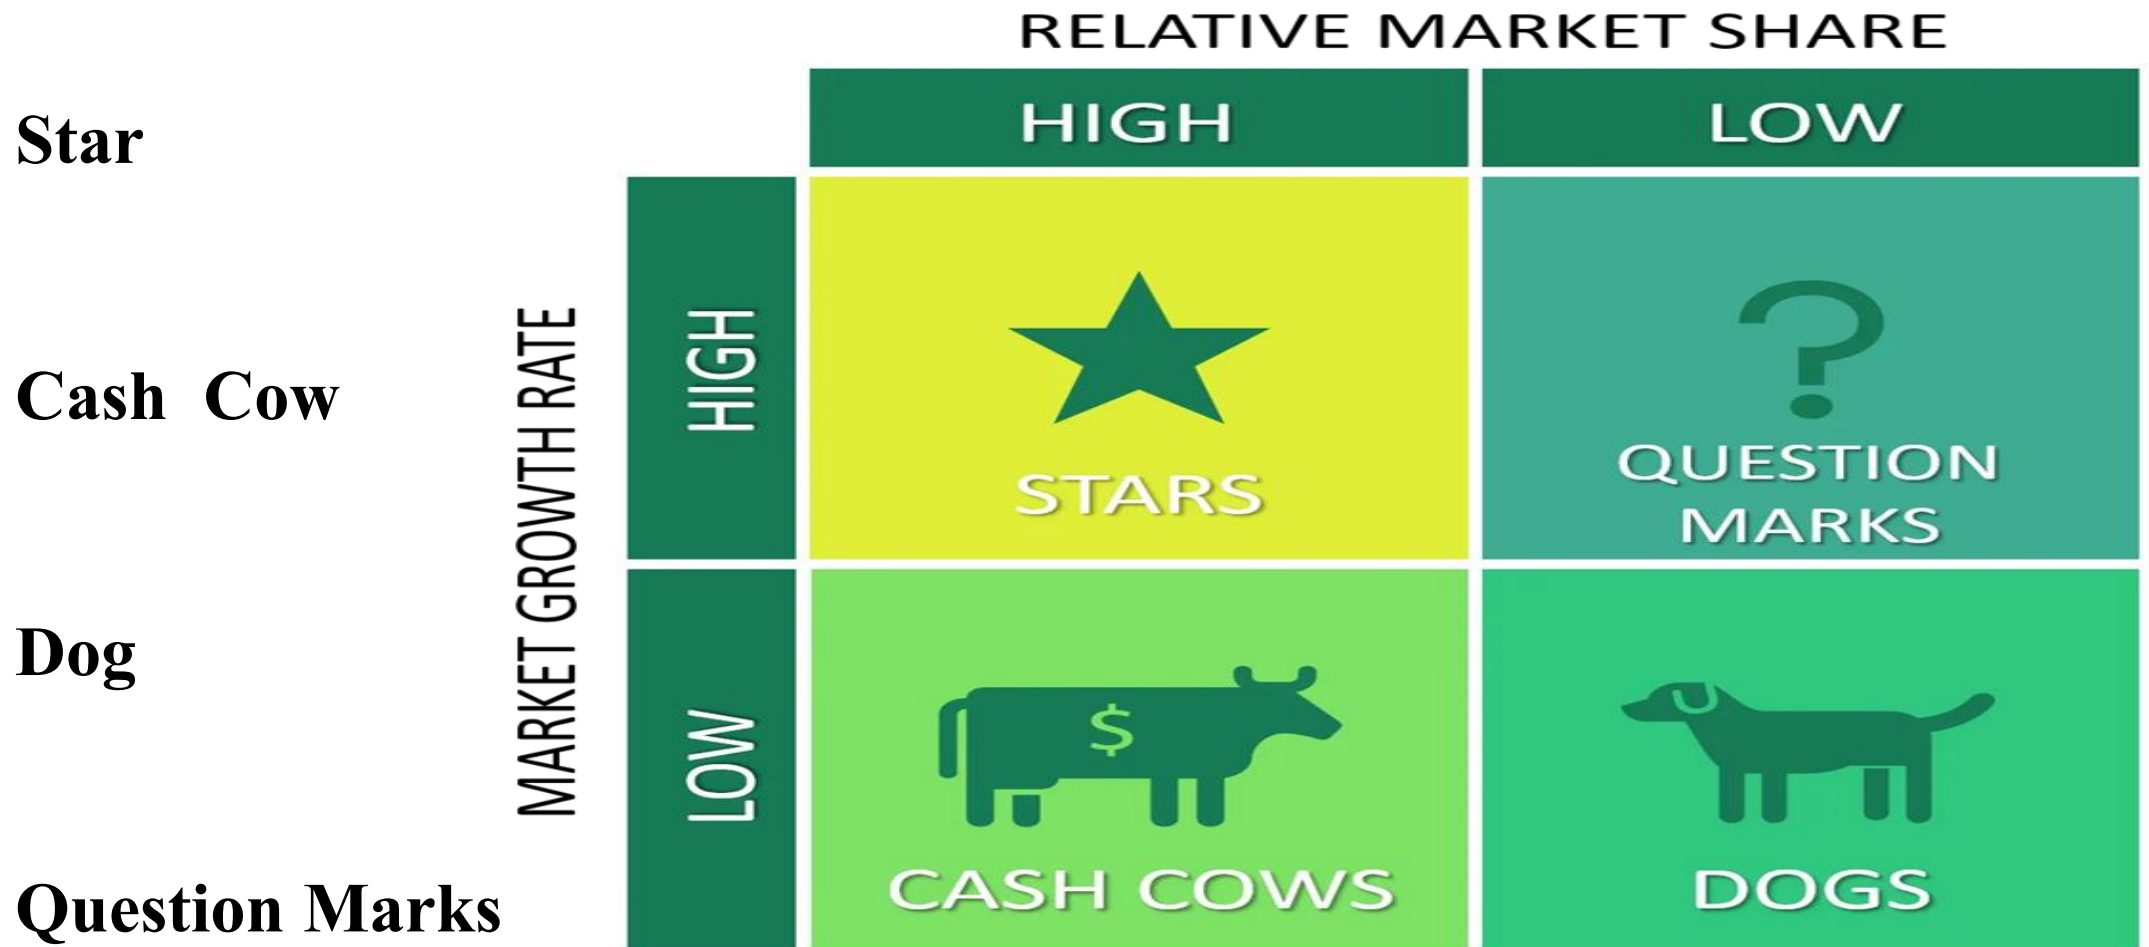 RELATIVE MARKET SHARE
HIGH
LOW
Star
Cash  Cow
Dog
Question Marks
MARKET GROWTH RATE
HIGH
STARS
QUESTION
MARKS
LOW
$
CASH COWS
DOGS